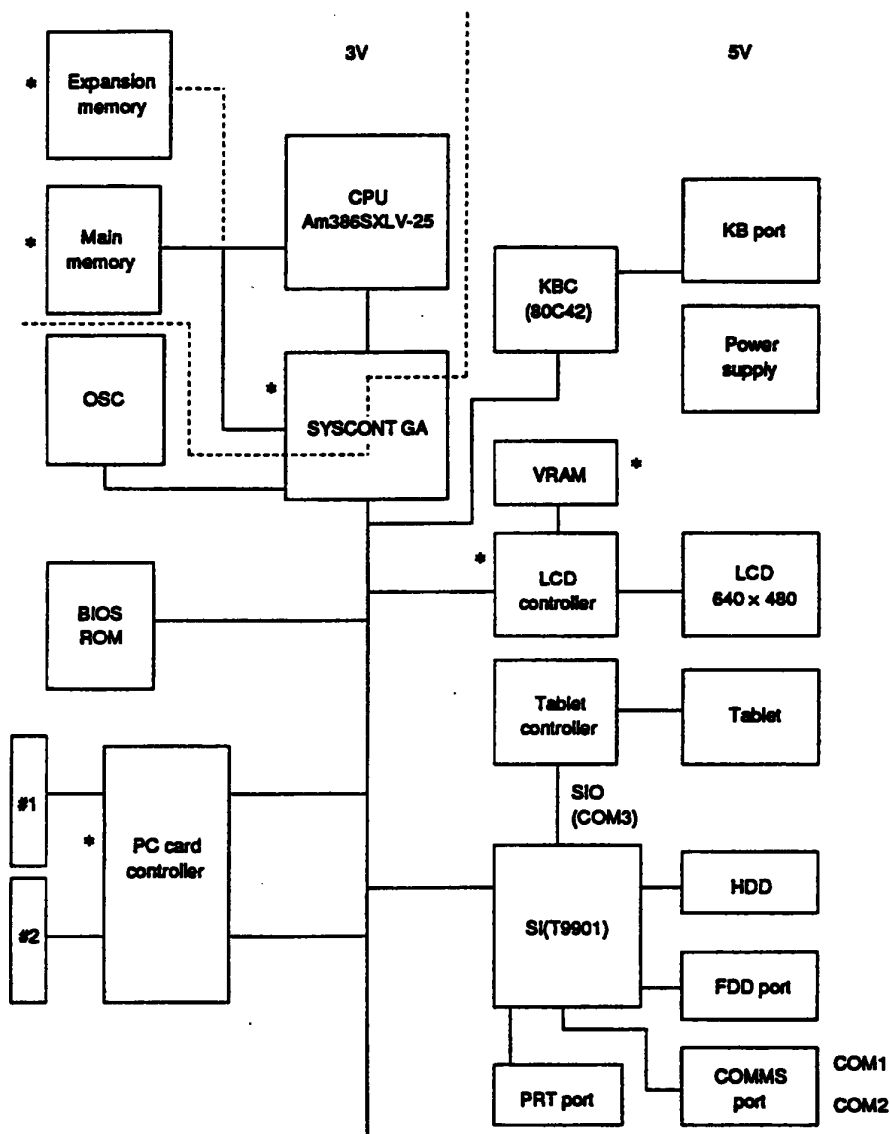 3V
5V
*
Expansion
memory
CPU
Am386SXLV-25
*
Main
memory
KB port
KBC
(80C42)
Power
supply
OSC
*
SYSCONT GA
VRAM
*
*
LCD
controller
LCD
640 × 480
BIOS
ROM
Tablet
controller
Tablet
SIO
(COM3)
#1
*
PC card
controller
#2
SI(T9901)
HDD
FDD port
PRT port
COMMS
port
COM1
COM2